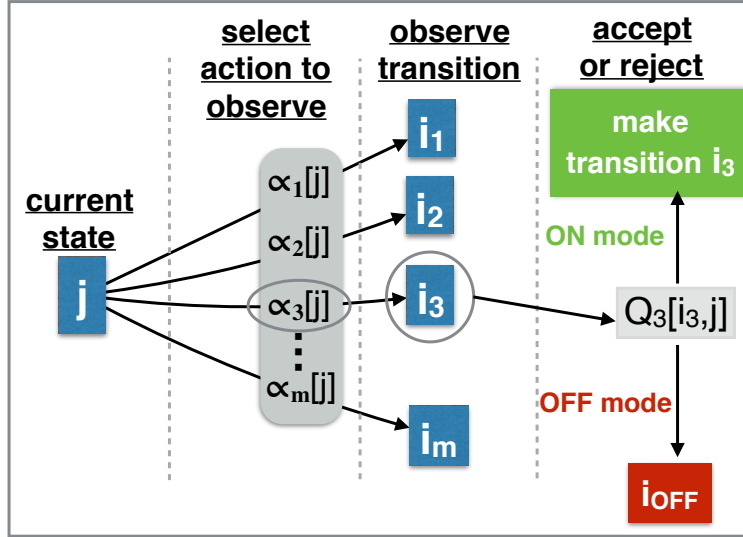 select
action to
observe
observe
transition
accept
or reject
current
state
j
∝₁[j]
∝₂[j]
∝₃[j]
∝ₘ[j]
i₁
i₂
i₃
iₘ
make
transition i₃
ON mode
Q₃[i₃,j]
OFF mode
i_OFF